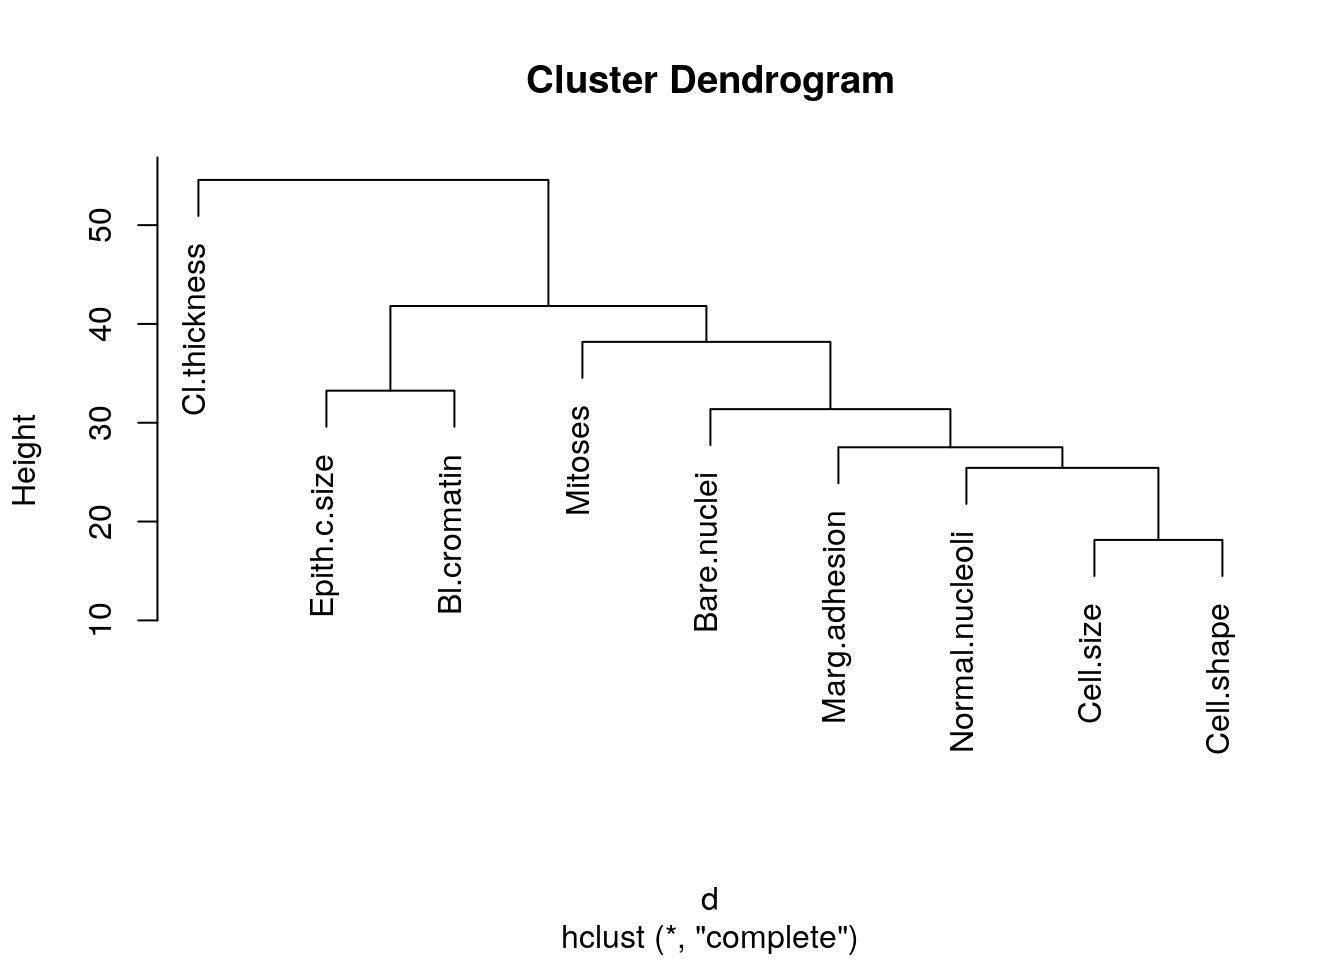 Cluster Dendrogram
Height
50
40
30
20
10
Cl.thickness
Epith.c.size
Bl.cromatin
Mitoses
Bare.nuclei
Marg.adhesion
Normal.nucleoli
Cell.size
Cell.shape
d
hclust (*, "complete")